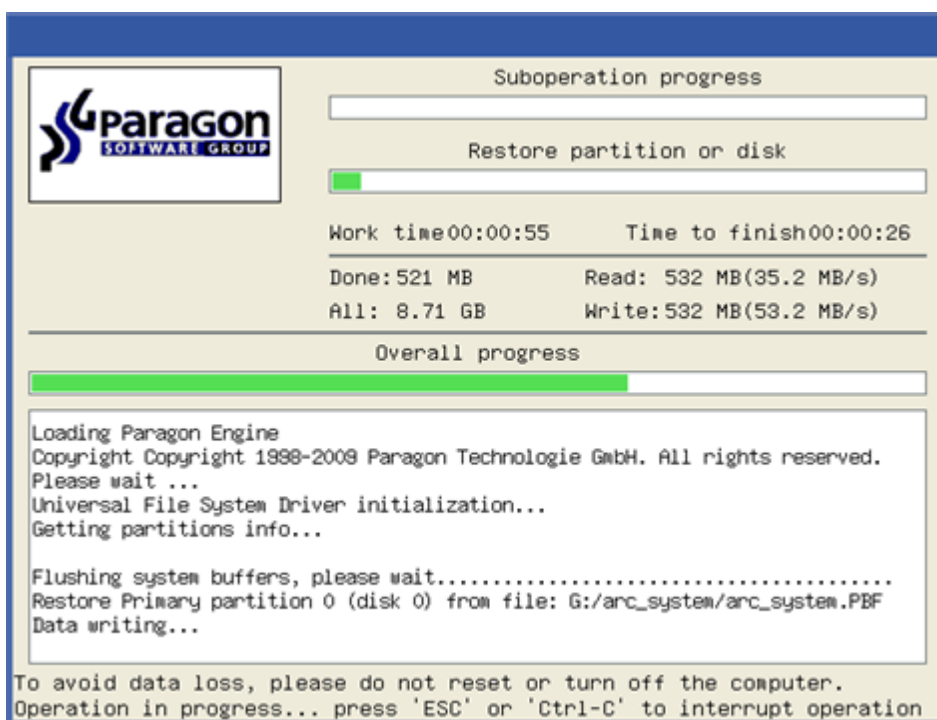 Paragon
SOFTWARE GROUP
Suboperation progress
Restore partition or disk
Work time00:00:55 Time to finish00:00:26
Done:521 MB Read: 532 MB(35.2 MB/s)
All: 8.71 GB Write:532 MB(53.2 MB/s)
Overall progress
Loading Paragon Engine
Copyright Copyright 1998-2009 Paragon Technologie GmbH. All rights reserved.
Please wait ...
Universal File System Driver initialization...
Getting partitions info...
Flushing system buffers, please wait........................................
Restore Primary partition 0 (disk 0) from file: G:/arc_system/arc_system.PBF
Data writing...
To avoid data loss, please do not reset or turn off the computer.
Operation in progress... press 'ESC' or 'Ctrl-C' to interrupt operation